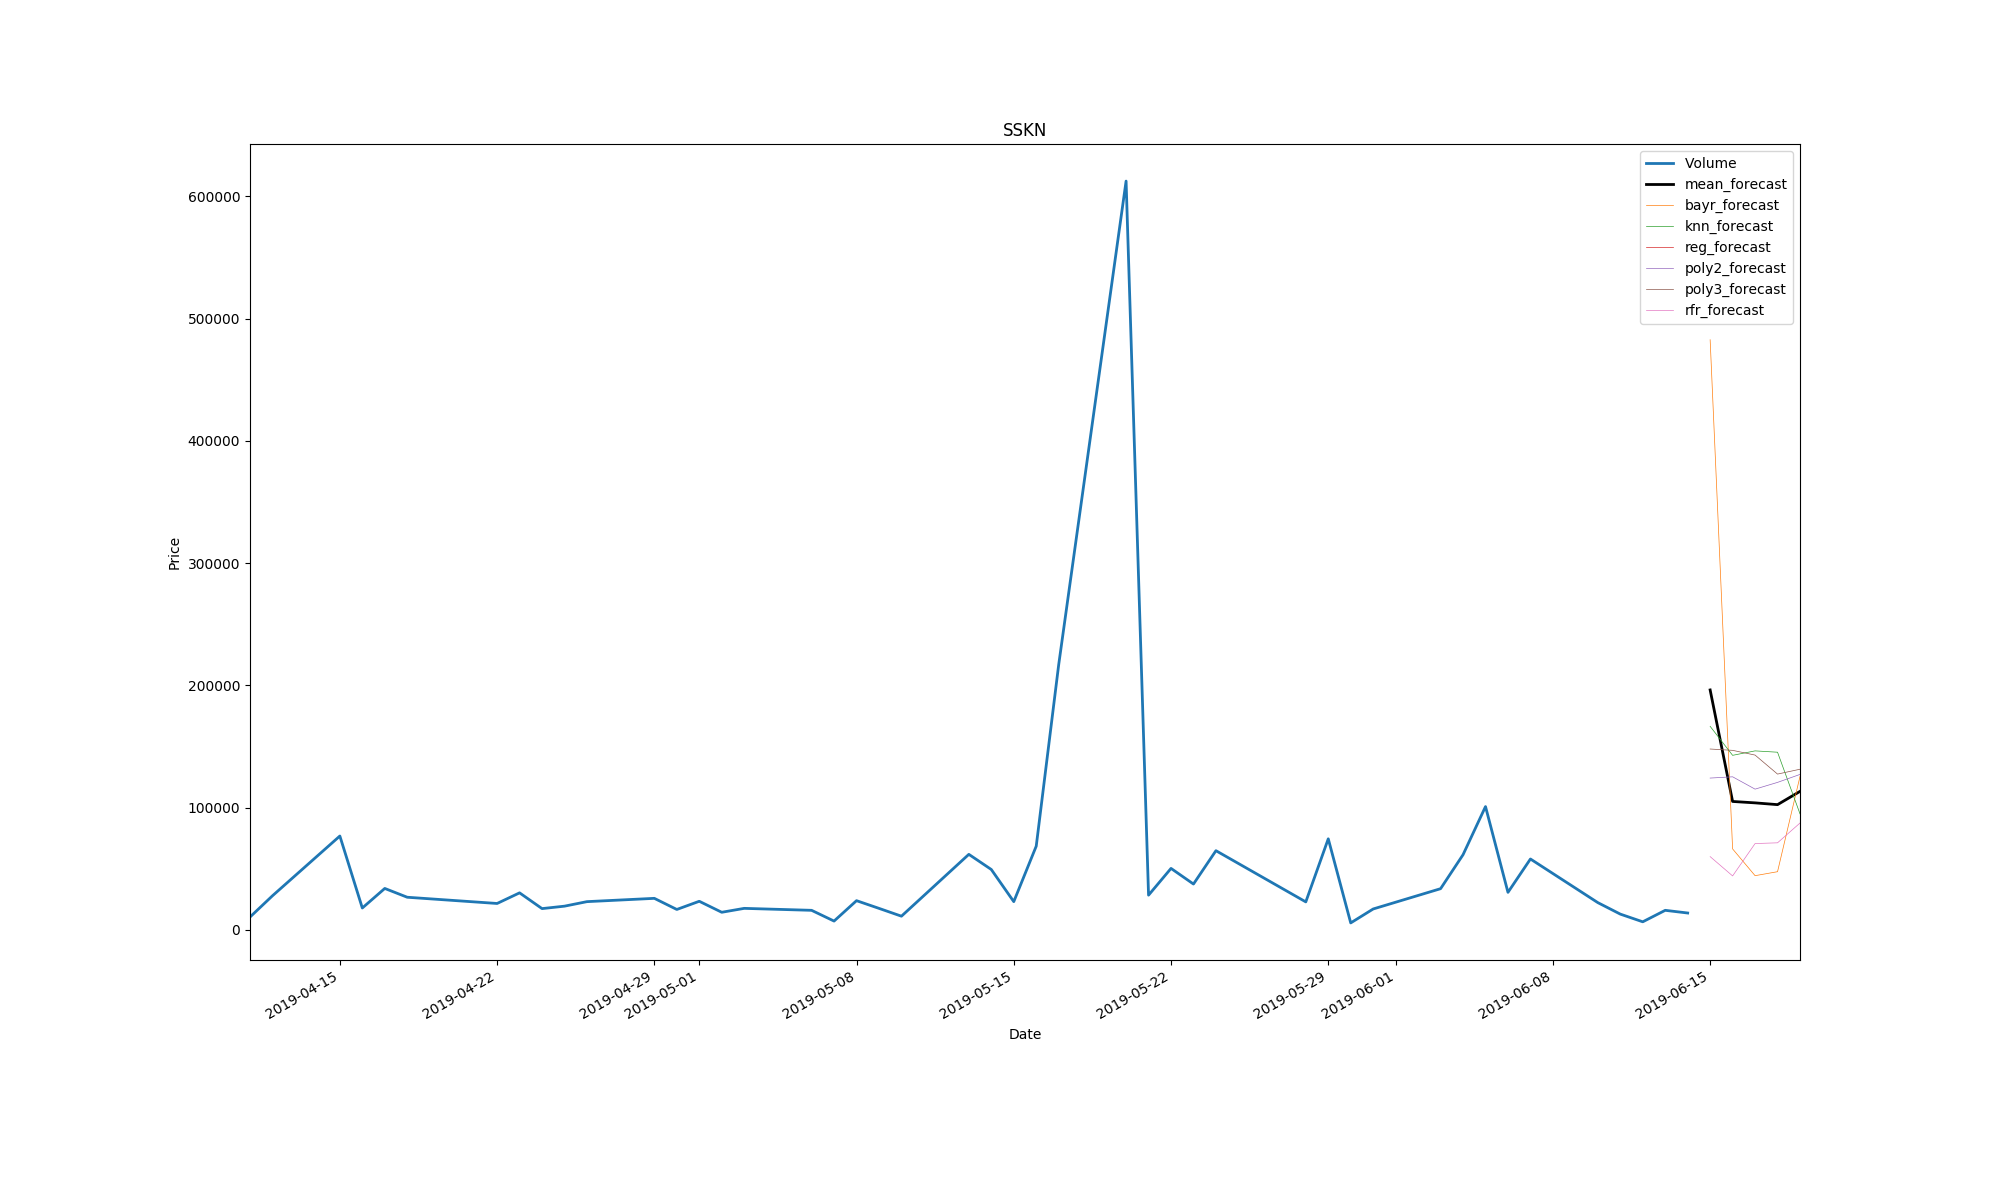 SSKN
Volume
mean_forecast
bayr_forecast
knn_forecast
reg_forecast
poly2_forecast
poly3_forecast
rfr_forecast
600000
500000
400000
300000
200000
100000
0
Price
2019-04-15
2019-04-22
2019-04-29
2019-05-01
2019-05-08
2019-05-15
2019-05-22
2019-05-29
2019-06-01
2019-06-08
2019-06-15
Date